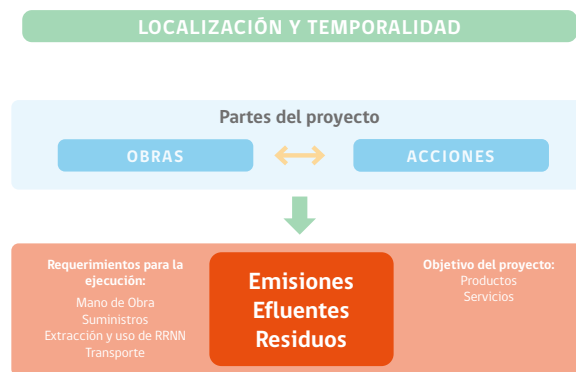 LOCALIZACIÓN Y TEMPORALIDAD
Partes del proyecto
OBRAS
ACCIONES
Requerimientos para la
ejecución:
Mano de Obra
Suministros
Extracción y uso de RRNN
Transporte
Emisiones
Efluentes
Residuos
Objetivo del proyecto:
Productos
Servicios